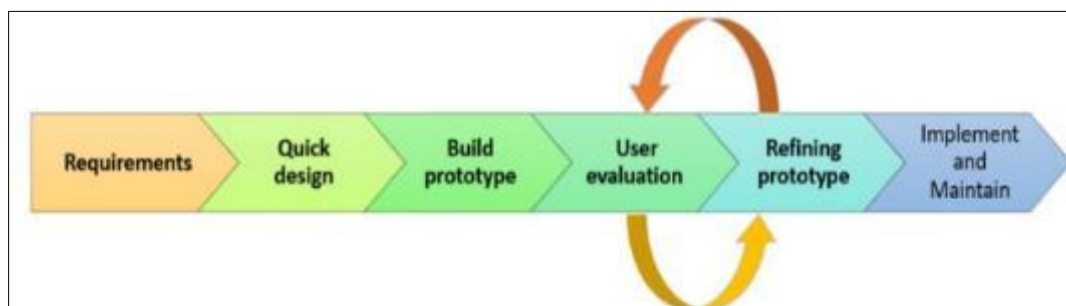 Requirements
Quick
design
Build
prototype
User
evaluation
Refining
prototype
Implement
and
Maintain